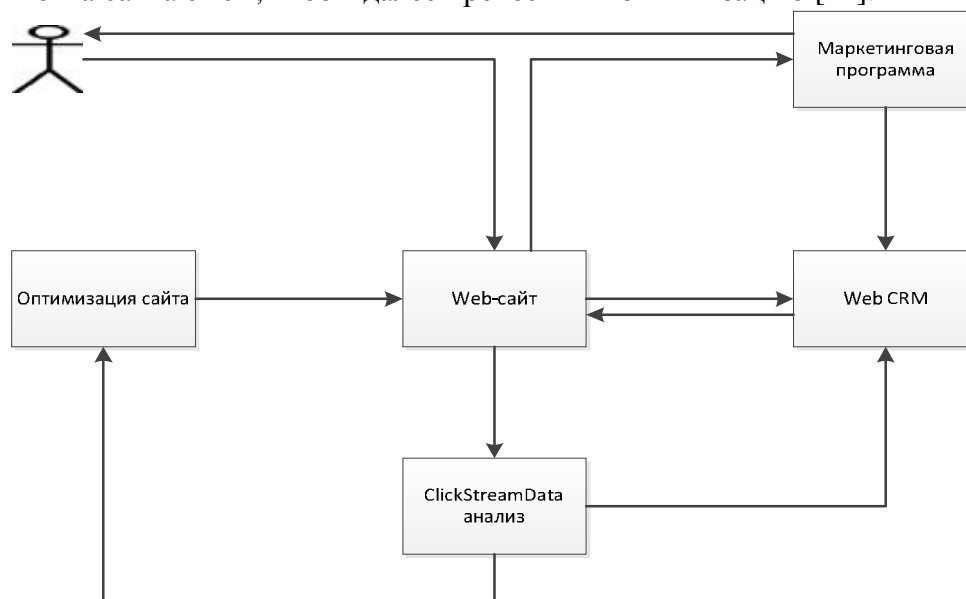 Маркетинговая
программа
Оптимизация сайта
Web-сайт
Web CRM
ClickStreamData
анализ